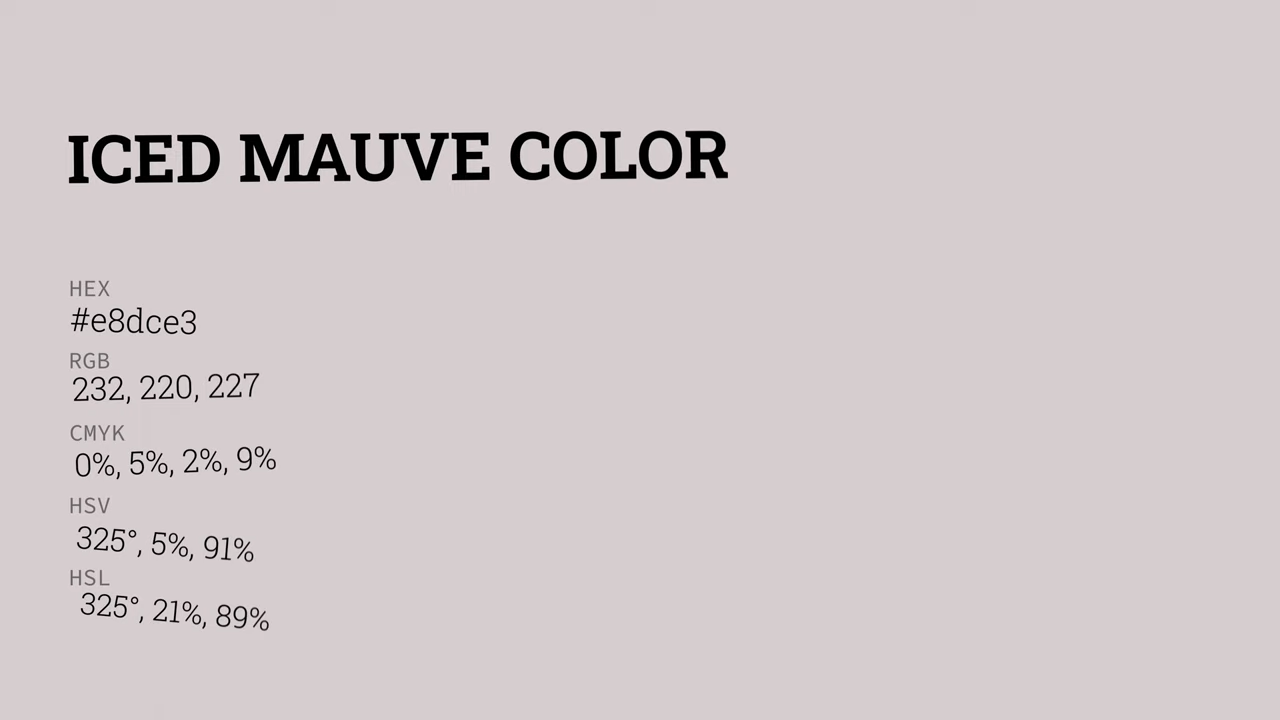 ICED MAUVE COLOR
HEX
#e8dce3
RGB
232, 220, 227
CMYK
0%, 5%, 2%, 9%
HSV
325°, 5%, 91%
HSL
325°, 21%, 89%